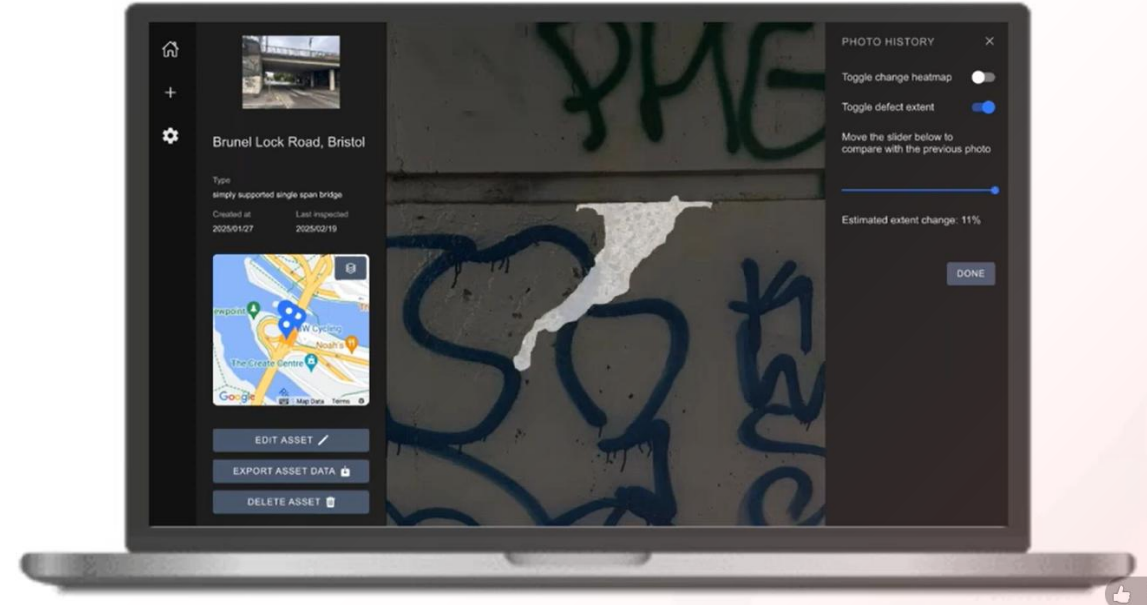 Brunel Lock Road, Bristol
Type
simply supported single span bridge
Created at
Last inspected
2025/01/27
2025/02/19
ewpoint
W Cycling
Noah's
The Create Centre
Google
Map Data
Terms
EDIT ASSET
EXPORT ASSET DATA
DELETE ASSET
PHOTO HISTORY
Toggle change heatmap
Toggle defect extent
Move the slider below to
compare with the previous photo
Estimated extent change: 11%
DONE